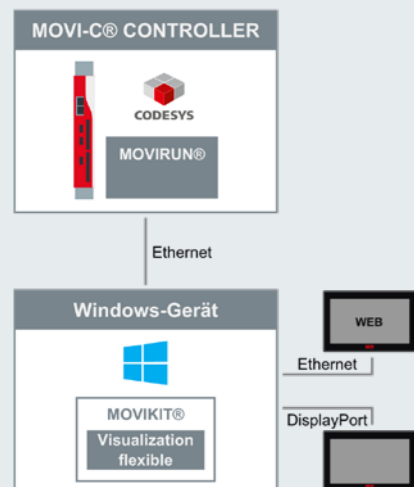 MOVI-C® CONTROLLER
CODESYS
MOVIRUN®
Ethernet
Windows-Gerät
WEB
Ethernet
MOVIKIT®
DisplayPort
Visualization
flexible